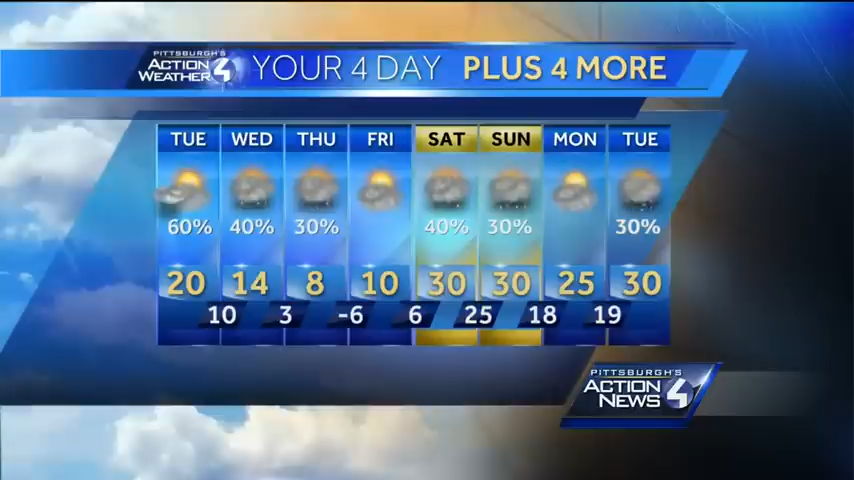 PITTSBURGH'S
ACTION
WEATHER 4
YOUR 4 DAY PLUS 4 MORE
TUE WED THU FRI SAT SUN MON TUE
60% 40% 30% 40% 30% 30%
20 14 8 10 30 30 25 30
10 3 -6 6 25 18 19
PITTSBURGH'S
ACTION
NEWS 4